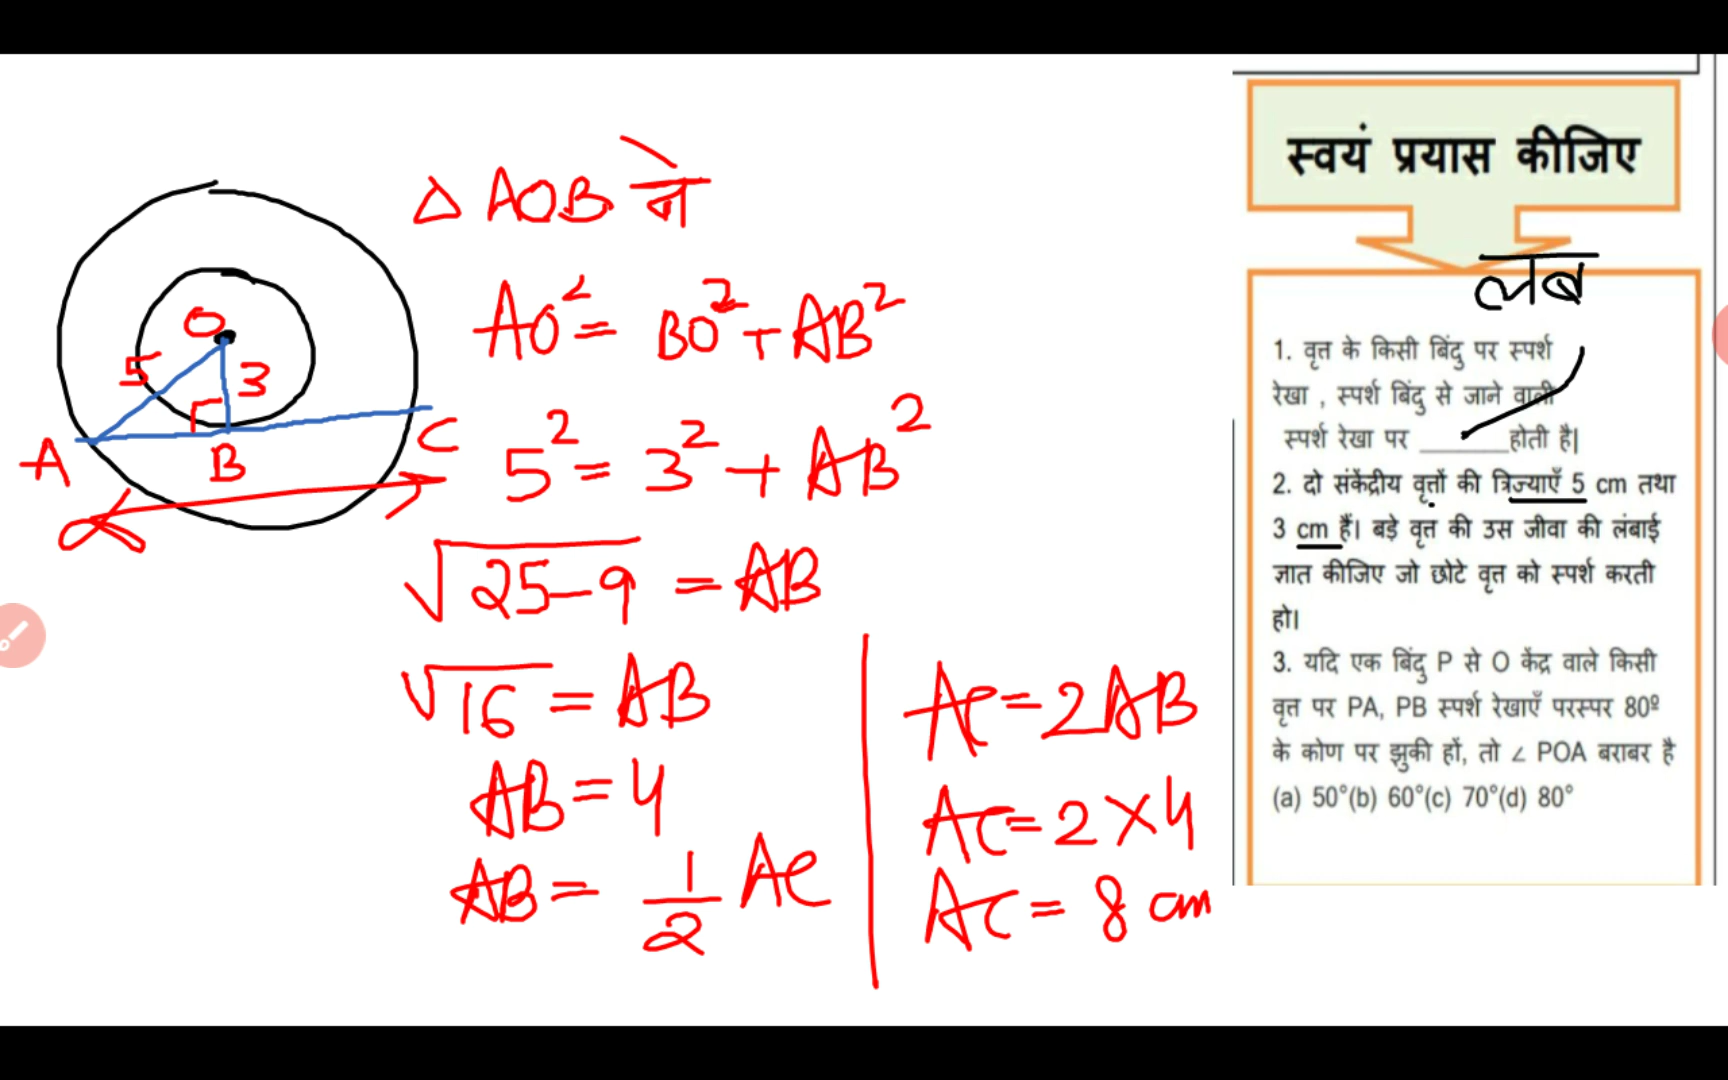 △ AOB में
AO² = BO² + AB²
5² = 3² + AB²
√25-9 = AB
√16 = AB
AB = 4
AB = 1/2 AC
AC = 2AB
AC = 2 × 4
AC = 8 cm
O
5
3
A
B
C
स्वयं प्रयास कीजिए
लंब
1. वृत्त के किसी बिंदु पर स्पर्श
रेखा , स्पर्श बिंदु से जाने वाली
स्पर्श रेखा पर _______होती है|
2. दो संकेंद्रीय वृत्तों की त्रिज्याएँ 5 cm तथा
3 cm हैं। बड़े वृत्त की उस जीवा की लंबाई
ज्ञात कीजिए जो छोटे वृत्त को स्पर्श करती
हो।
3. यदि एक बिंदु P से O केंद्र वाले किसी
वृत्त पर PA, PB स्पर्श रेखाएँ परस्पर 80º
के कोण पर झुकी हों, तो ∠ POA बराबर है
(a) 50°(b) 60°(c) 70°(d) 80°